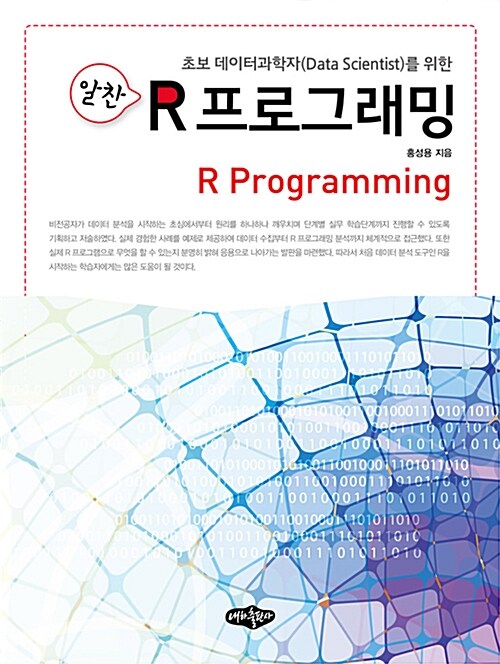 초보 데이터과학자(Data Scientist)를 위한
알찬
R 프로그래밍
홍성용 지음
R Programming
비전공자가 데이터 분석을 시작하는 초심에서부터 원리를 하나하나 깨우치며 단계별 실무 학습단계까지 진행할 수 있도록
기획하고 저술하였다. 실제 경험한 사례를 예제로 제공하여 데이터 수집부터 R 프로그래밍 분석까지 체계적으로 접근했다. 또한
실제 R 프로그램으로 무엇을 할 수 있는지 분명히 밝혀 응용으로 나아가는 발판을 마련했다. 따라서 처음 데이터 분석 도구인 R을
시작하는 학습자에게는 많은 도움이 될 것이다.
내하출판사